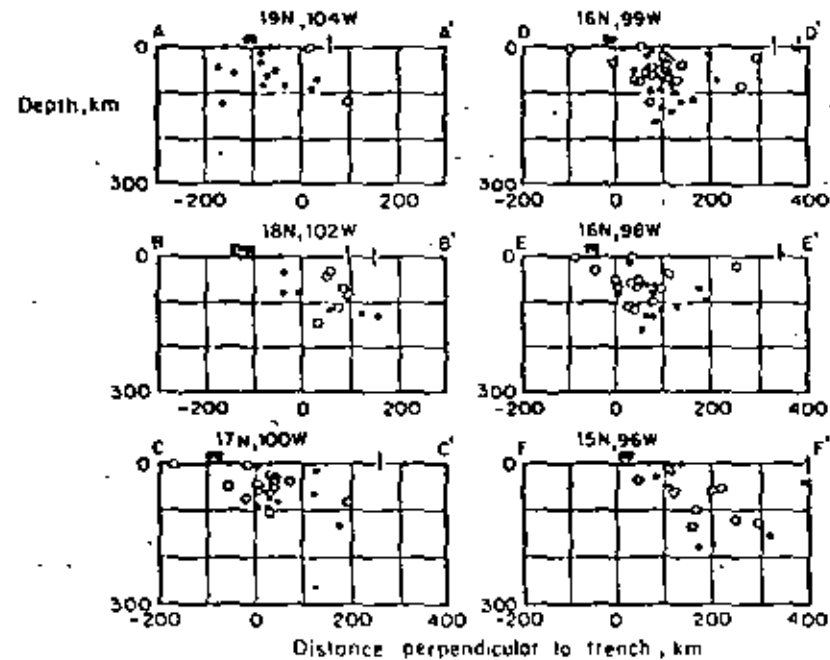 19N, 104W
A A'
0
Depth, km
300
-200 0 200
16N, 99W
D D'
0
300
-200 0 200 400
18N, 102W
B B'
0
300
-200 0 200
16N, 98W
E E'
0
300
-200 0 200 400
17N, 100W
C C'
0
300
-200 0 200 400
15N, 96W
F F'
0
300
-200 0 200 400
Distance perpendicular to trench, km